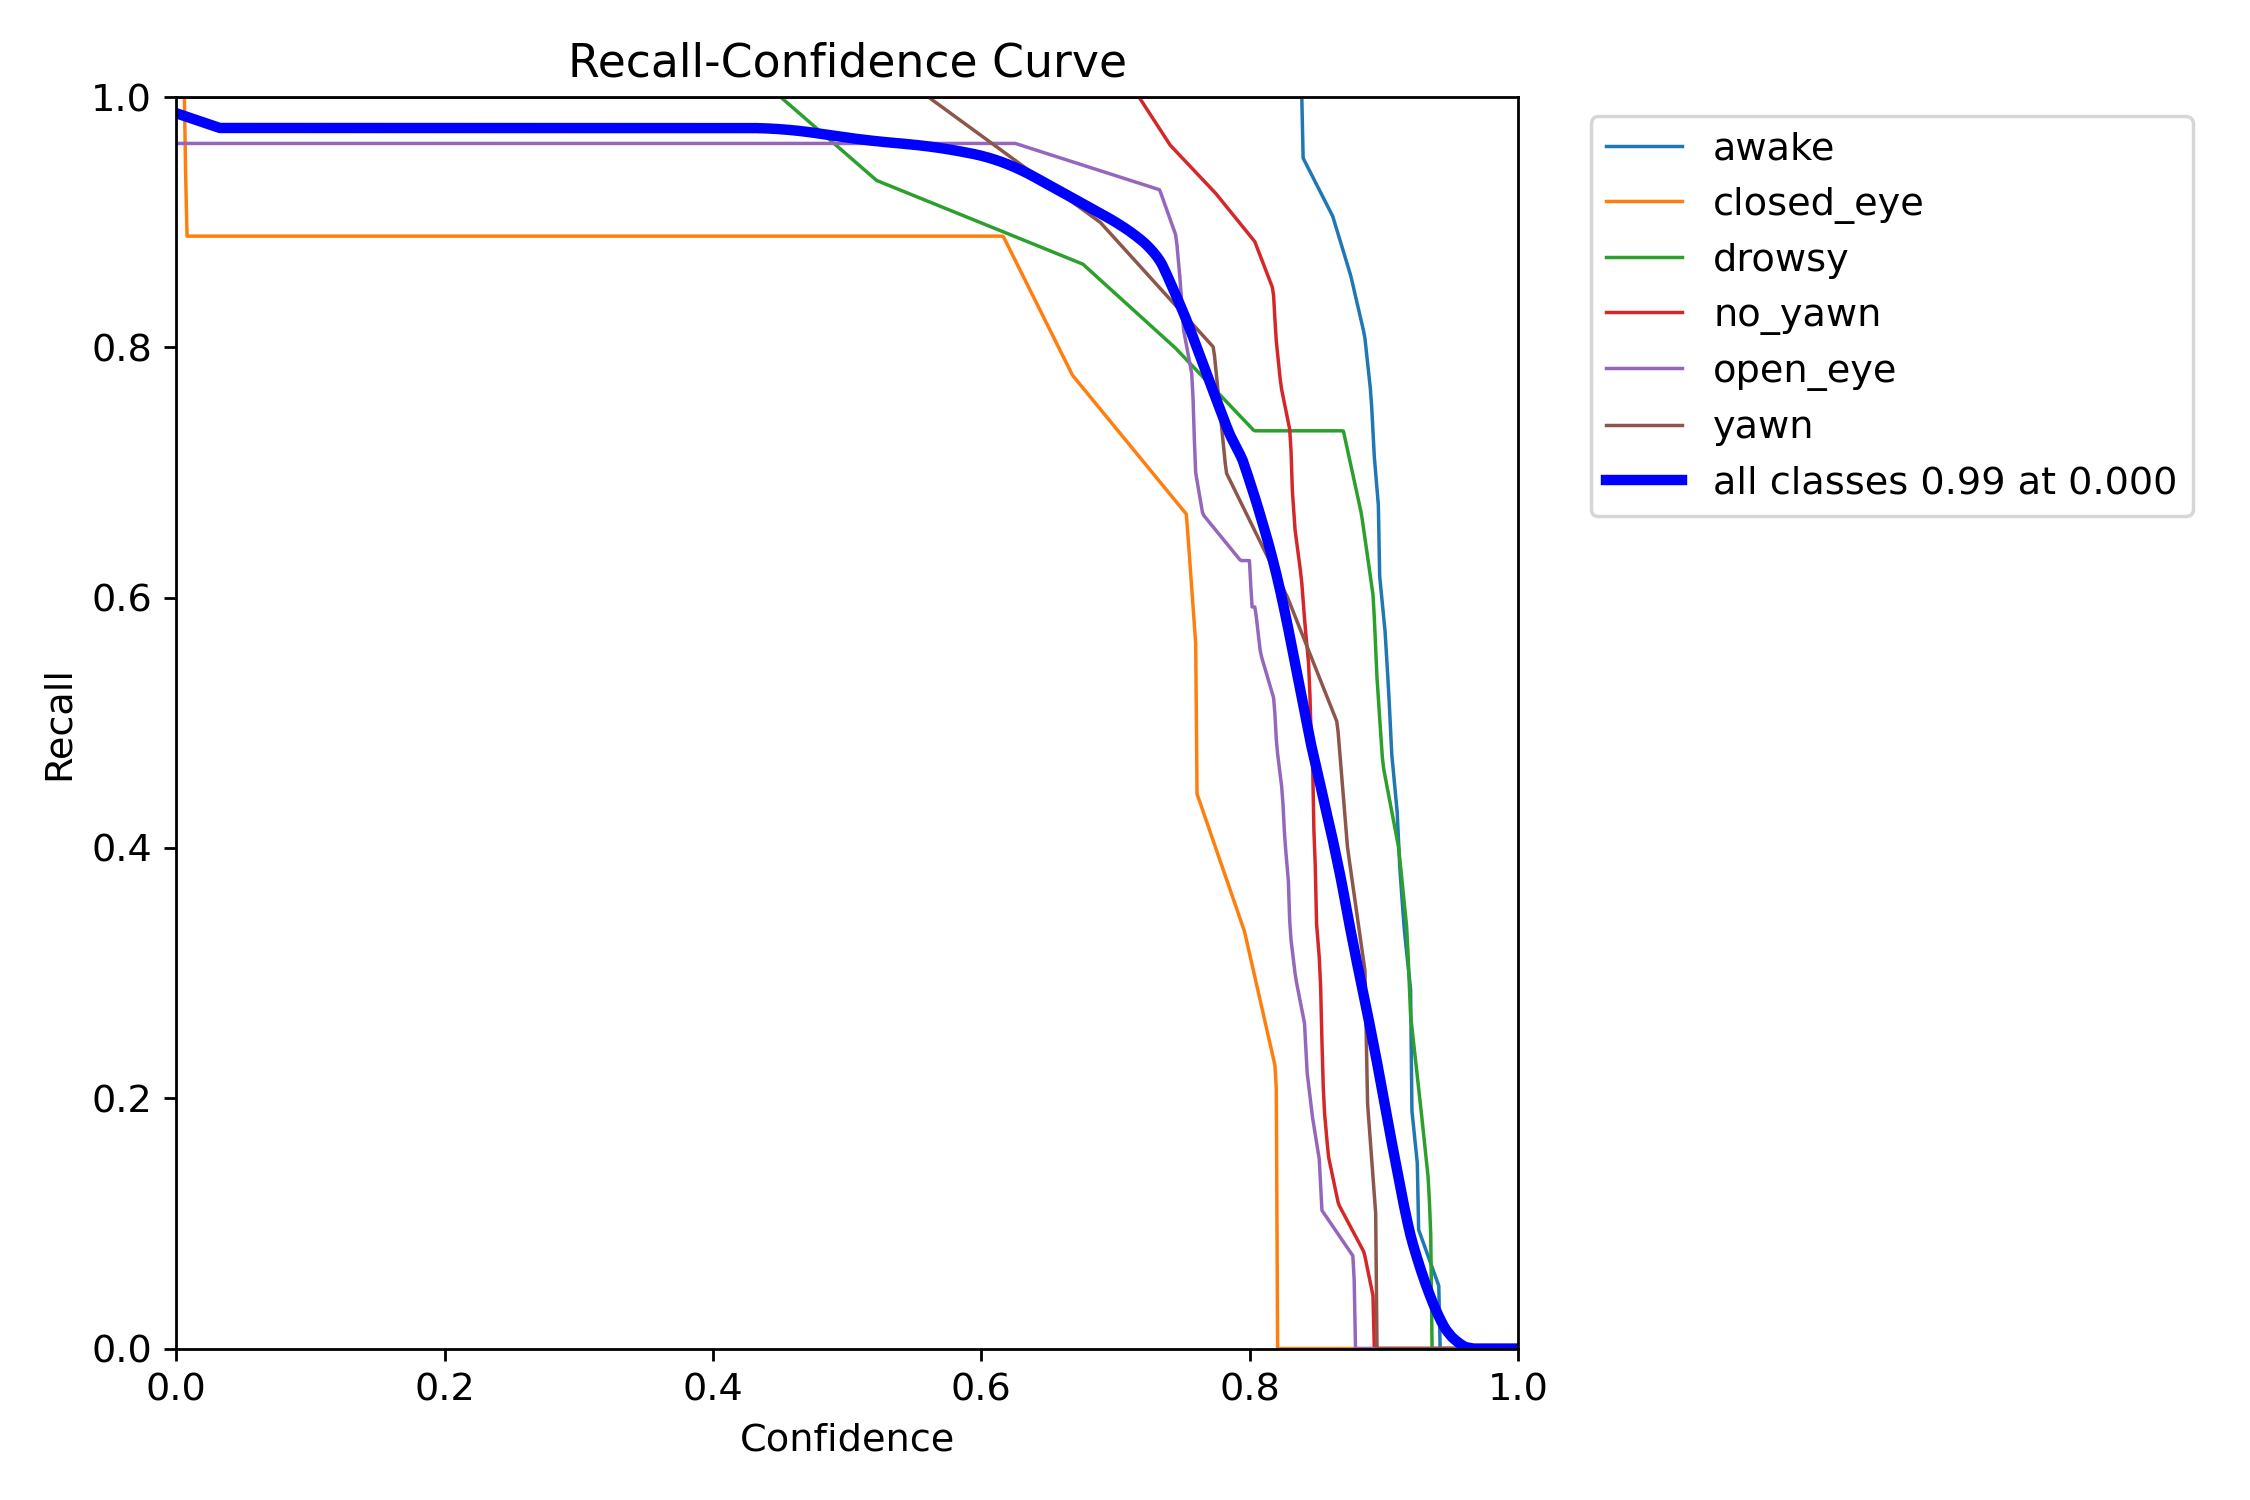 Recall-Confidence Curve
1.0
0.8
0.6
0.4
0.2
0.0
Recall
0.0 0.2 0.4 0.6 0.8 1.0
Confidence
awake
closed_eye
drowsy
no_yawn
open_eye
yawn
all classes 0.99 at 0.000